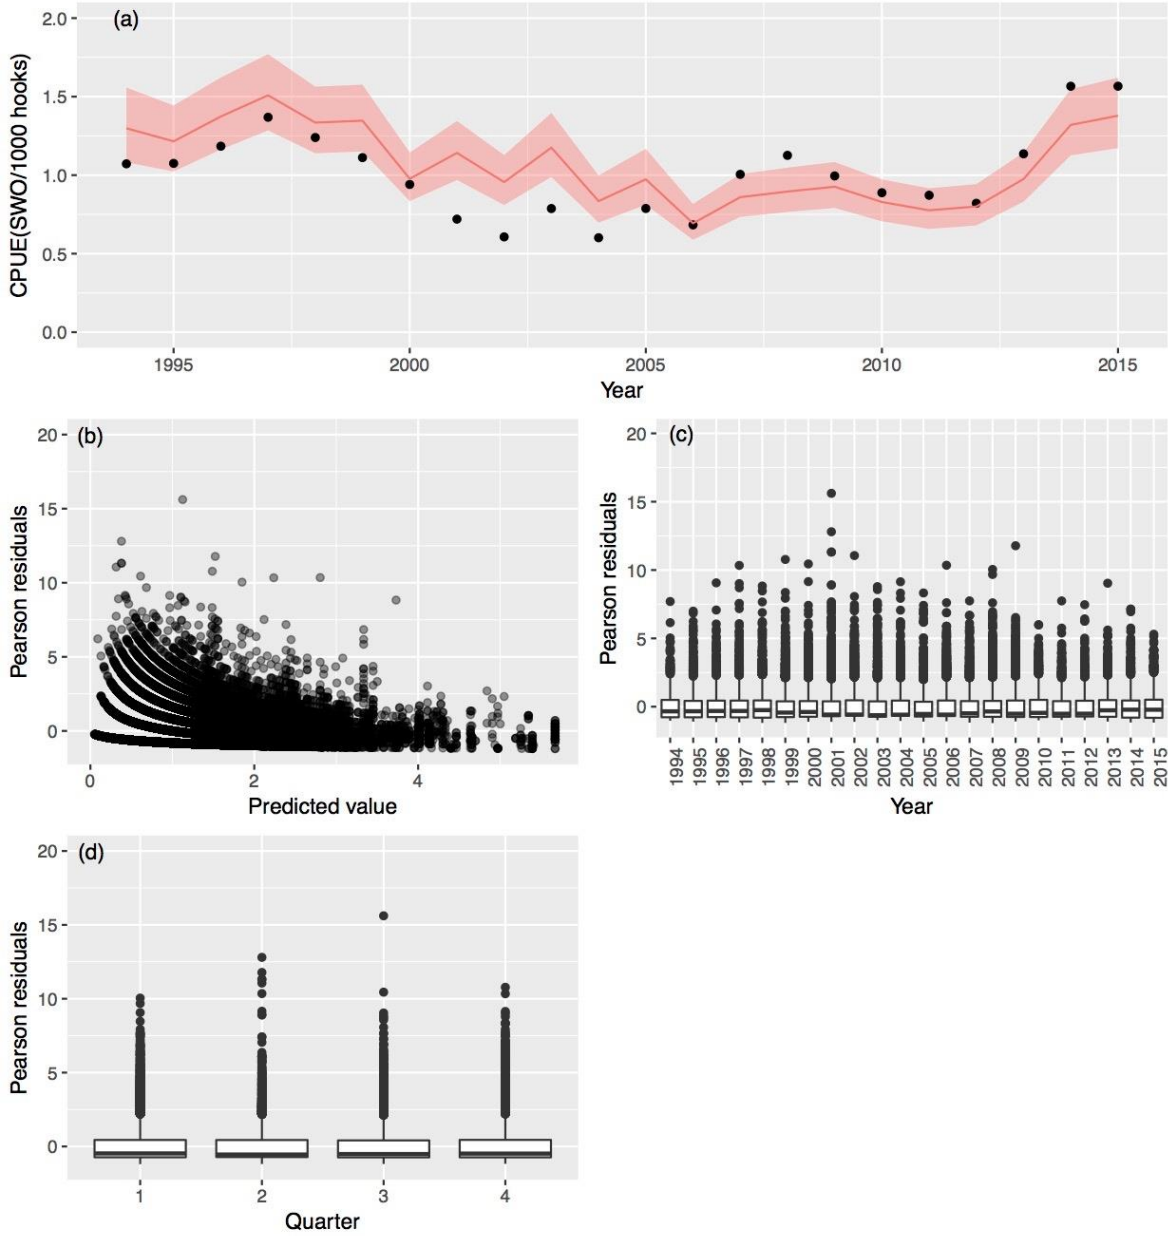 (a)
CPUE(SWO/1000 hooks)
2.0
1.5
1.0
0.5
0.0
1995 2000 2005 2010 2015
Year
(b)
Pearson residuals
20
15
10
5
0
0 2 4
Predicted value
(c)
Pearson residuals
20
15
10
5
0
1994 1995 1996 1997 1998 1999 2000 2001 2002 2003 2004 2005 2006 2007 2008 2009 2010 2011 2012 2013 2014 2015
Year
(d)
Pearson residuals
20
15
10
5
0
1 2 3 4
Quarter